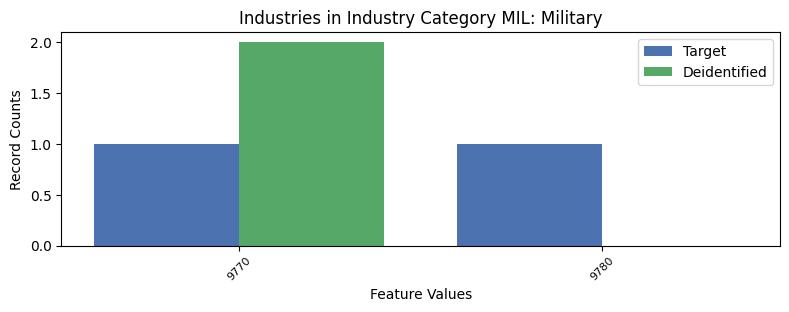 Industries in Industry Category MIL: Military
Target
Deidentified
Record Counts
2.0
1.5
1.0
0.5
0.0
9770
9780
Feature Values